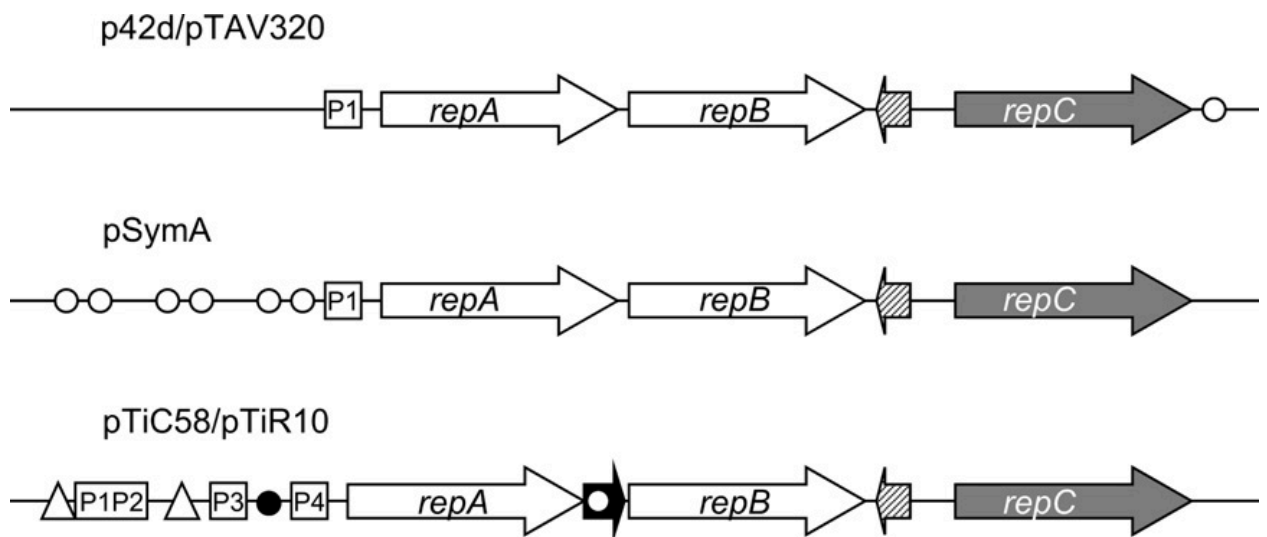 p42d/pTAV320
P1 repA repB repC
pSymA
P1 repA repB repC
pTiC58/pTiR10
P1P2 P3 P4 repA repB repC